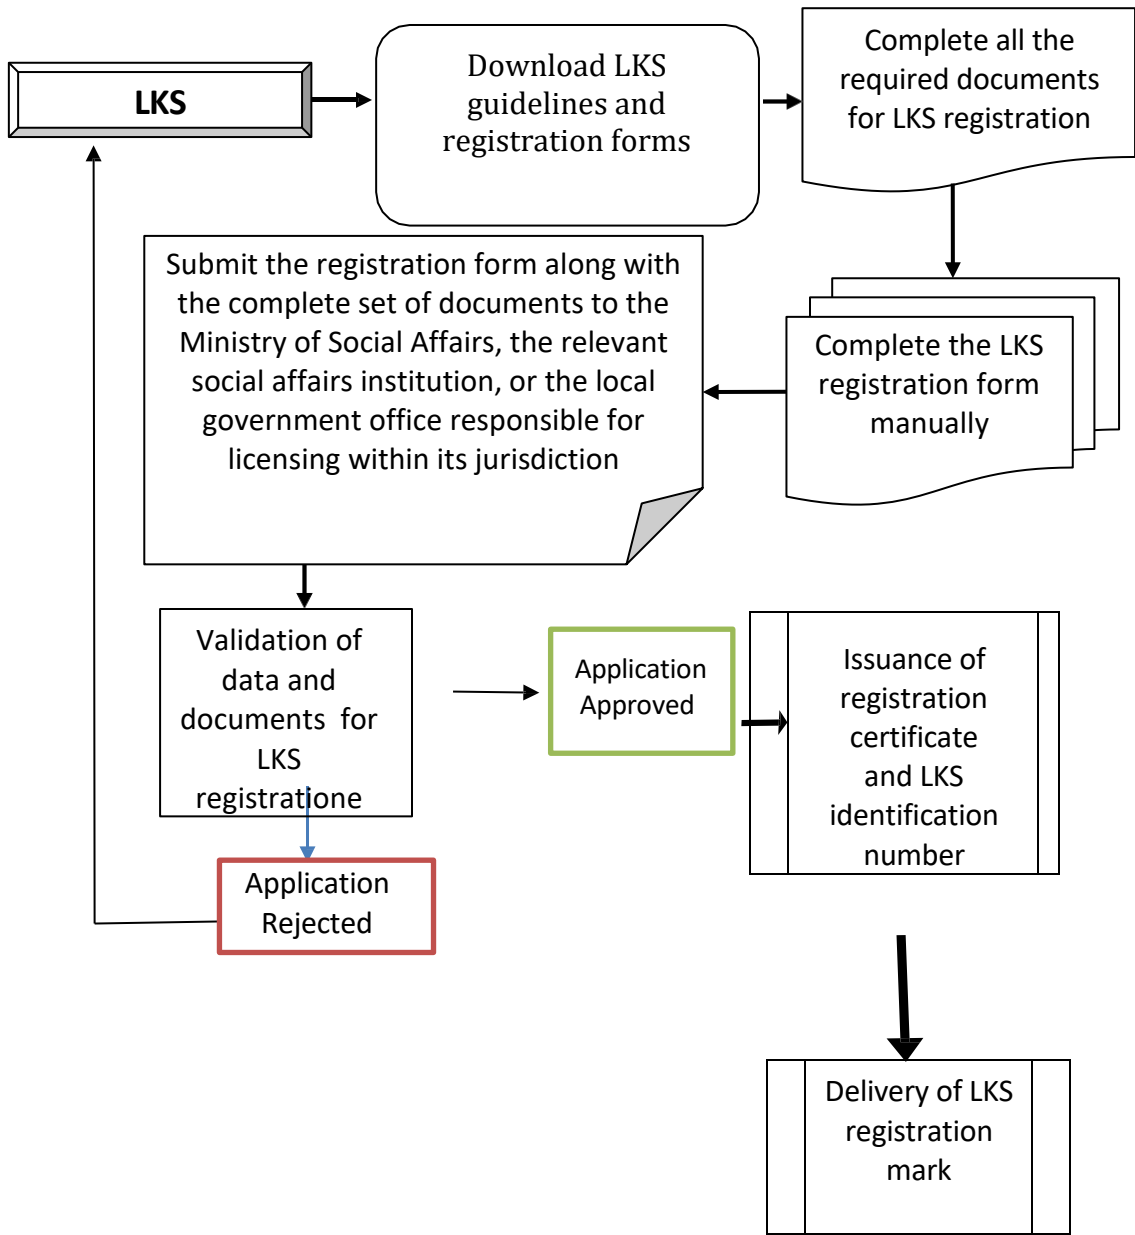 LKS
Download LKS
guidelines and
registration forms
Complete all the
required documents
for LKS registration
Complete the LKS
registration form
manually
Submit the registration form along with
the complete set of documents to the
Ministry of Social Affairs, the relevant
social affairs institution, or the local
government office responsible for
licensing within its jurisdiction
Validation of
data and
documents for
LKS
registratione
Application
Approved
Issuance of
registration
certificate
and LKS
identification
number
Application
Rejected
Delivery of LKS
registration
mark